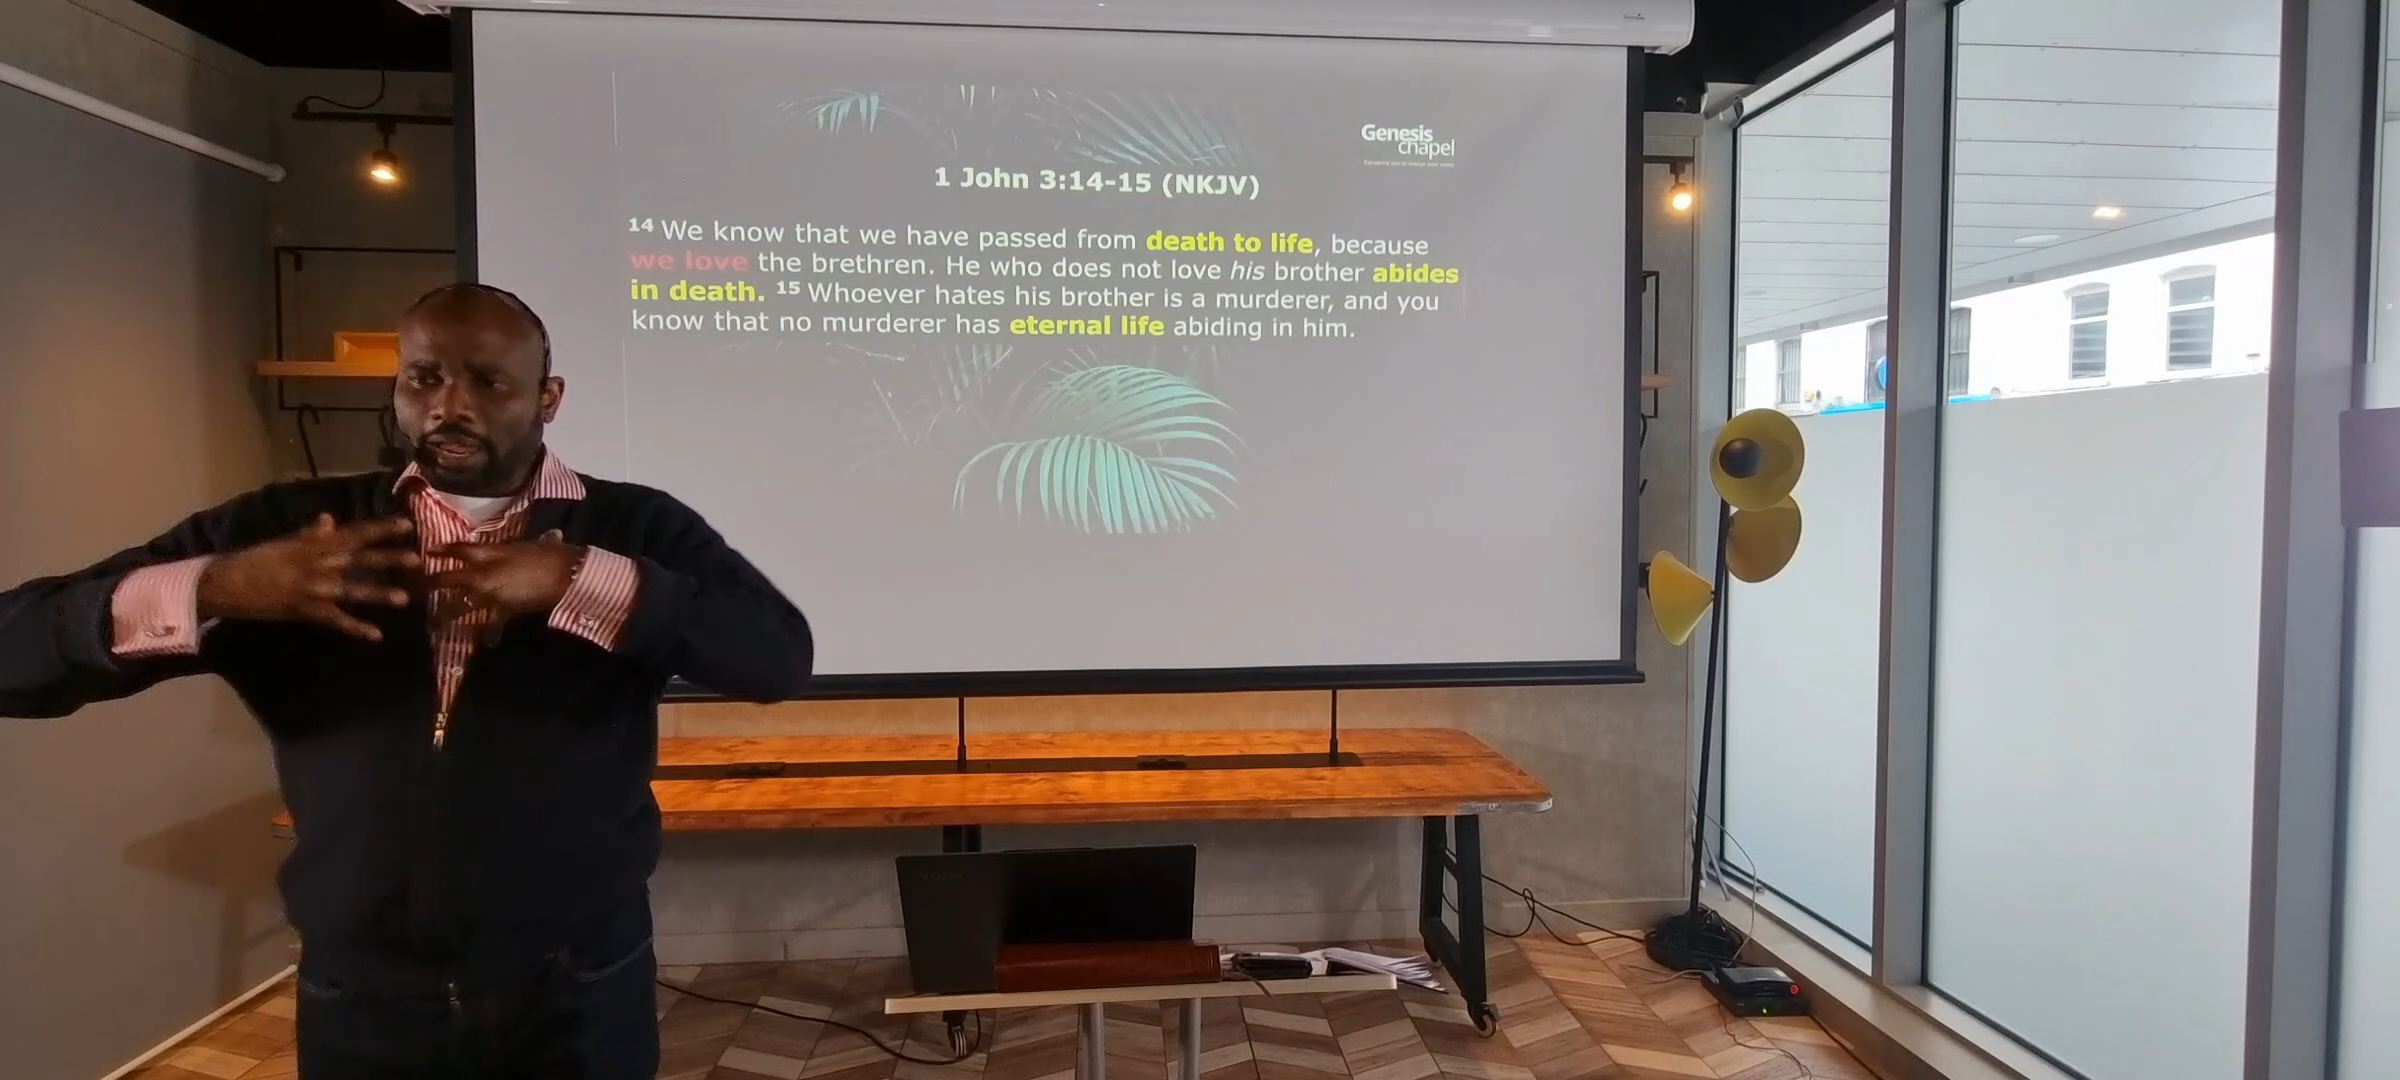 Genesis
chapel
1 John 3:14-15 (NKJV)
14 We know that we have passed from death to life, because
we love the brethren. He who does not love his brother abides
in death. 15 Whoever hates his brother is a murderer, and you
know that no murderer has eternal life abiding in him.